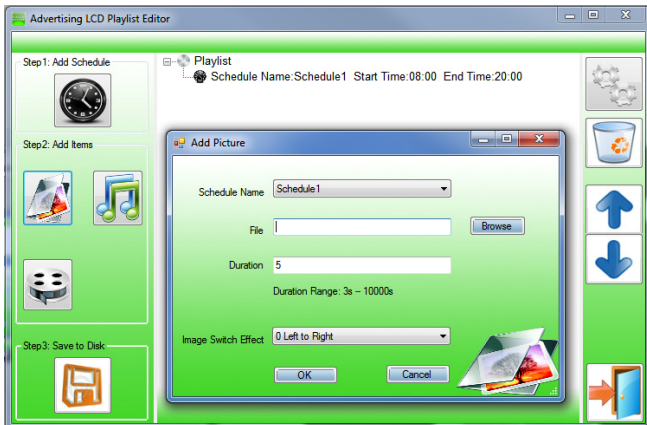 Advertising LCD Playlist Editor
Step1: Add Schedule
Playlist
Schedule Name:Schedule1 Start Time:08:00 End Time:20:00
Step2: Add Items
Add Picture
Schedule Name Schedule1
File Browse
Duration 5
Duration Range: 3s – 10000s
Image Switch Effect 0 Left to Right
OK Cancel
Step3: Save to Disk